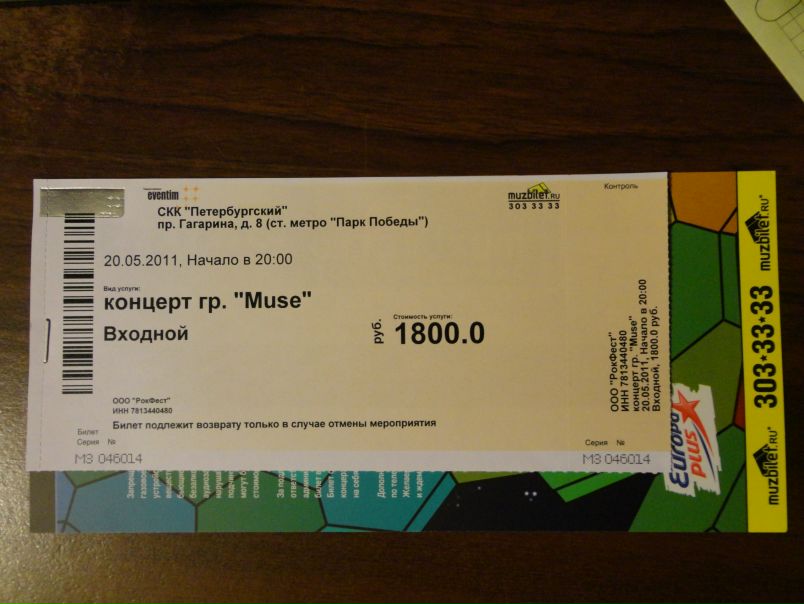 eventim
СКК "Петербургский"
пр. Гагарина, д. 8 (ст. метро "Парк Победы")
muzbilet.RU
303 33 33
Контроль
20.05.2011, Начало в 20:00
Вид услуги:
концерт гр. "Muse"
Входной
руб.
Стоимость услуги:
1800.0
ООО "РокФест"
ИНН 7813440480
Билет подлежит возврату только в случае отмены мероприятия
Билет
Серия №
МЗ 046014
Серия №
МЗ 046014
ООО "РокФест"
ИНН 7813440480
концерт гр. "Muse"
20.05.2011, Начало в 20:00
Входной, 1800.0 руб.
Europa
plus
muzbilet.RU
303*33*33
muzbilet.RU